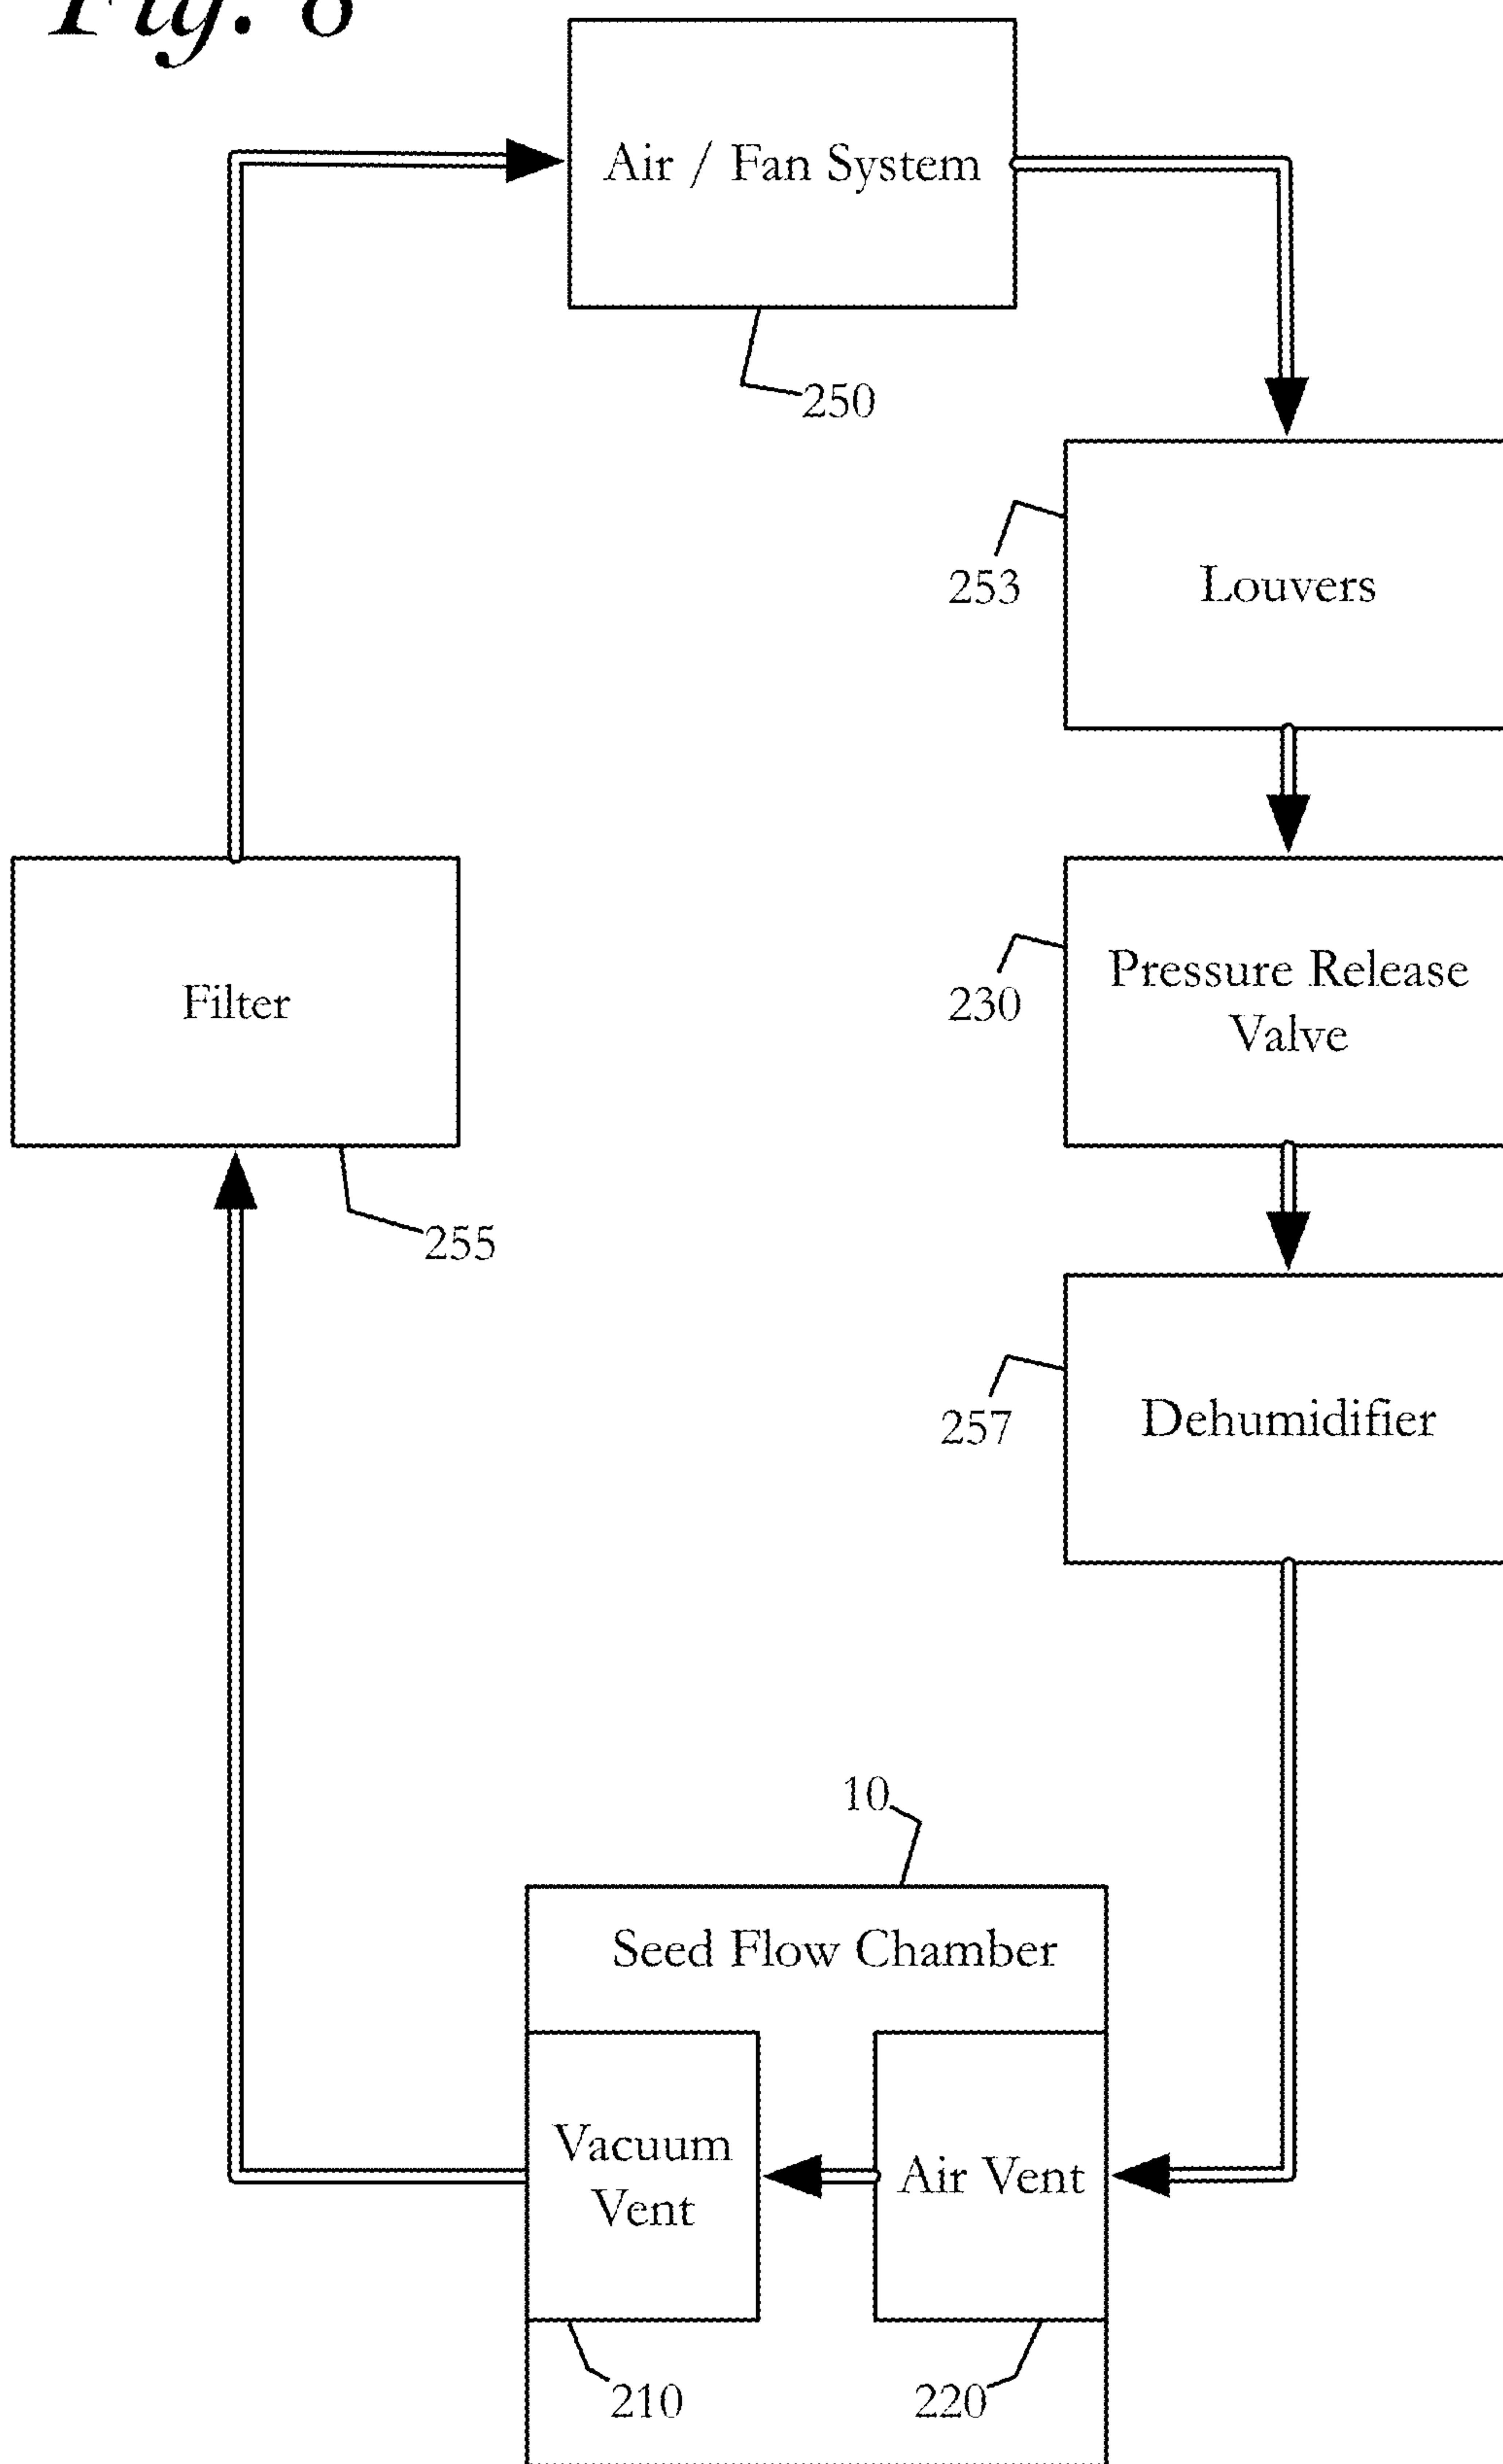 Fig. 8
Air / Fan System
250
Louvers
253
Pressure Release
Valve
230
Filter
255
Dehumidifier
257
10
Seed Flow Chamber
Vacuum
Vent
Air Vent
210
220